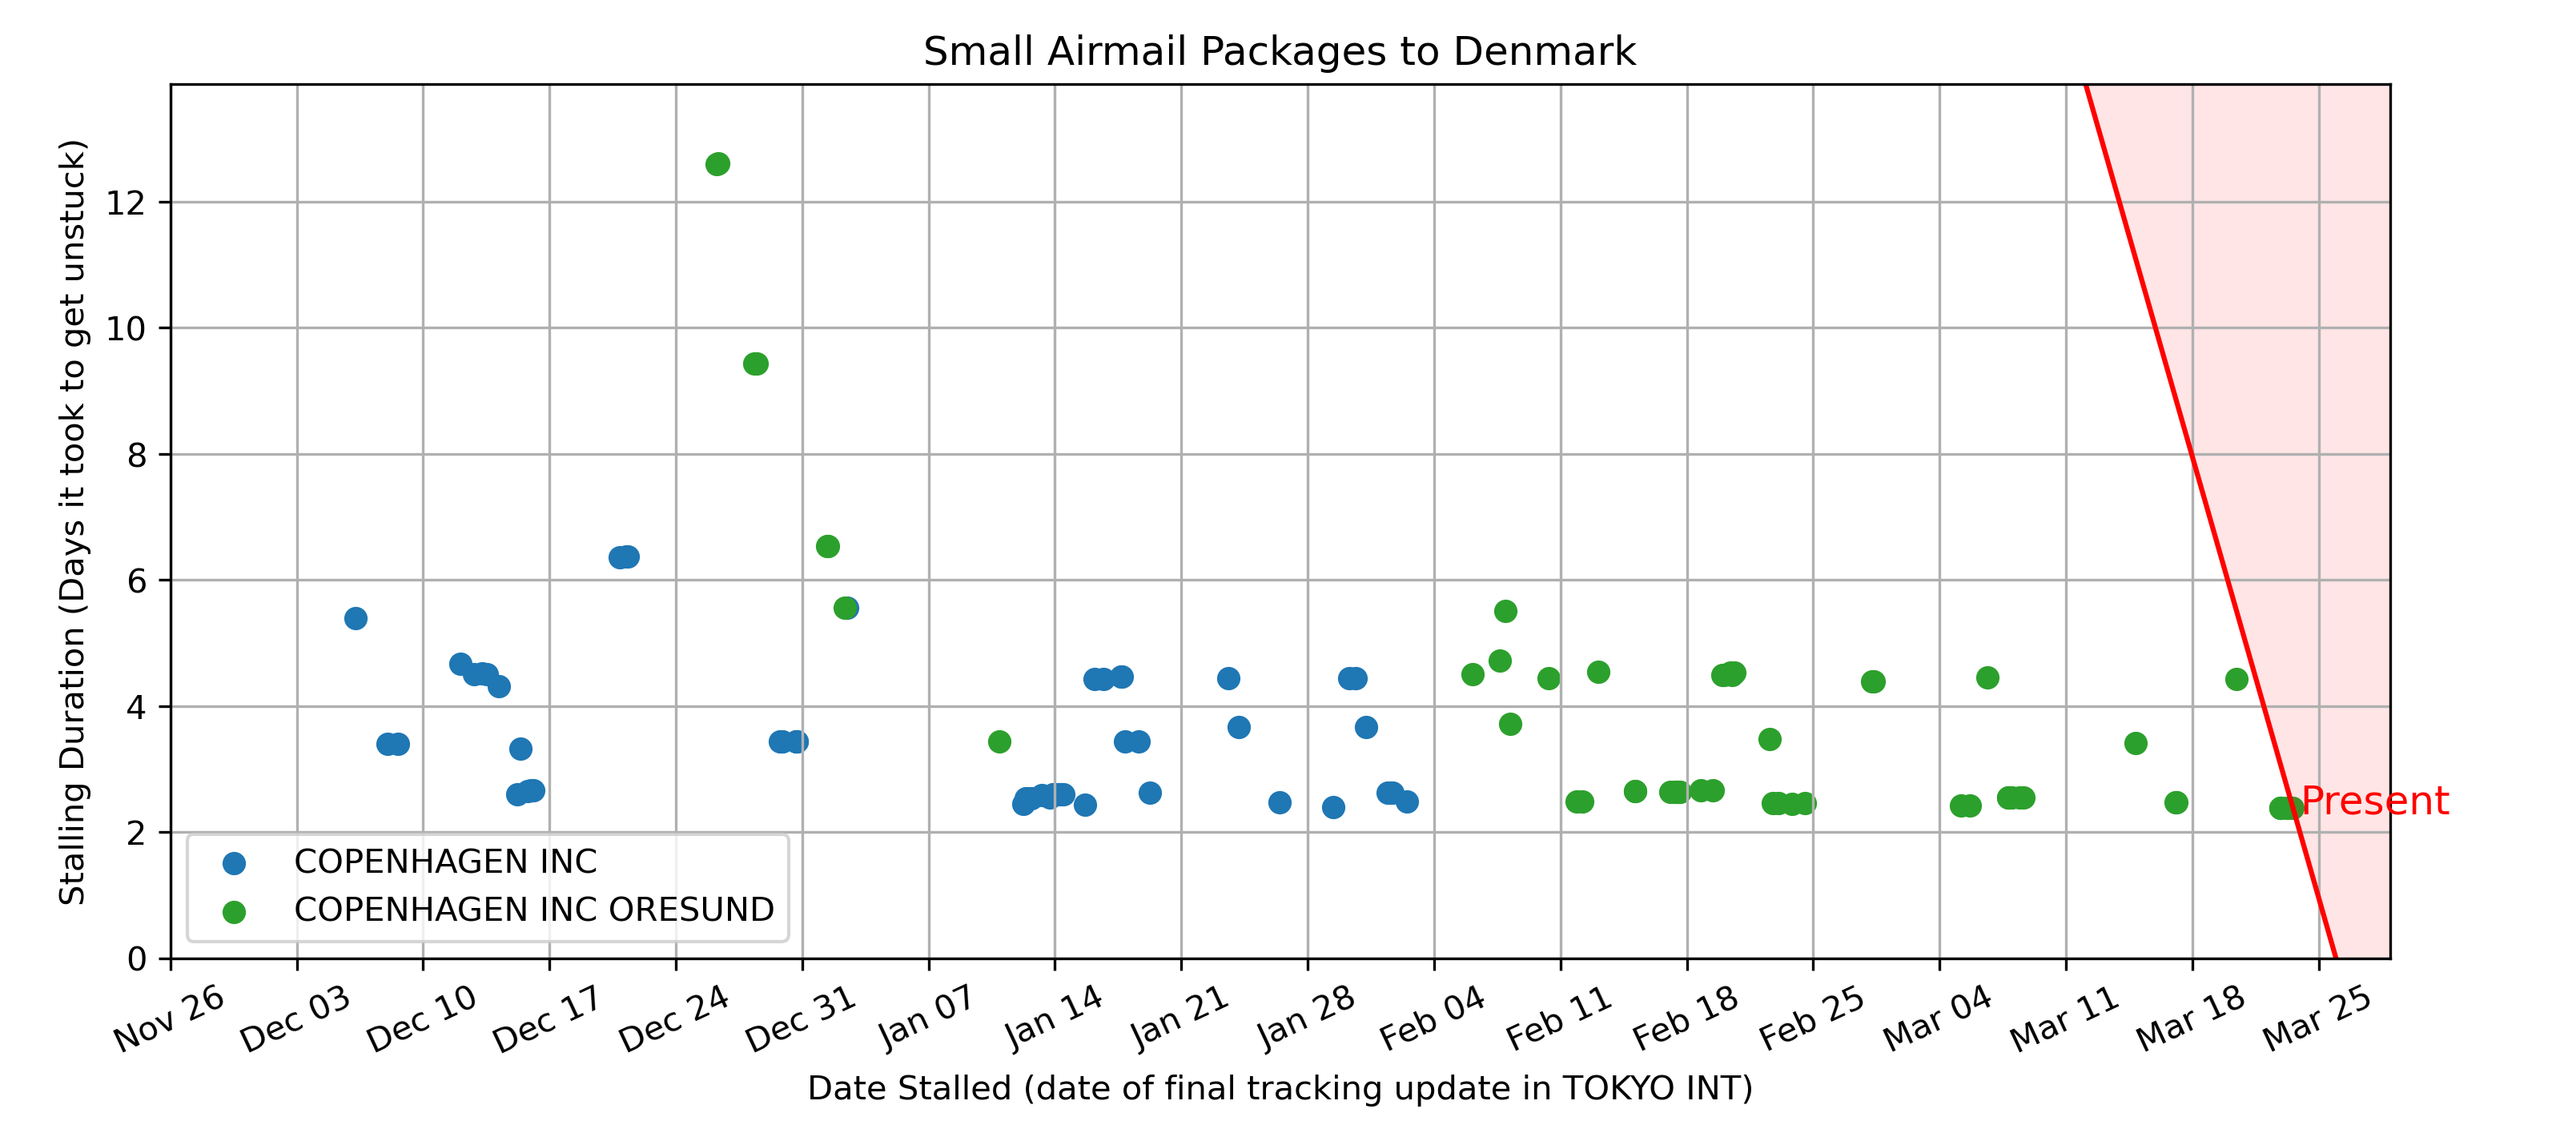 Small Airmail Packages to Denmark
Stalling Duration (Days it took to get unstuck)
12
10
8
6
4
2
0
Present
COPENHAGEN INC
COPENHAGEN INC ORESUND
Nov 26 Dec 03 Dec 10 Dec 17 Dec 24 Dec 31 Jan 07 Jan 14 Jan 21 Jan 28 Feb 04 Feb 11 Feb 18 Feb 25 Mar 04 Mar 11 Mar 18 Mar 25
Date Stalled (date of final tracking update in TOKYO INT)